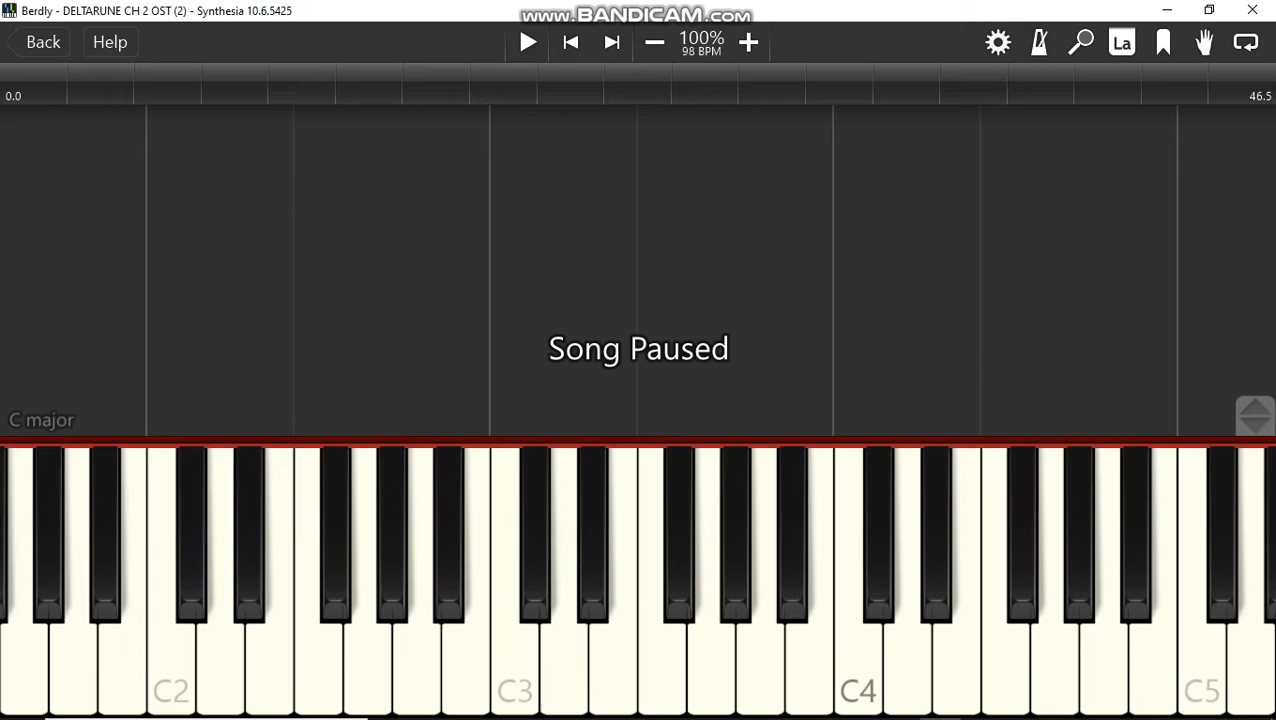 Berdly - DELTARUNE CH 2 OST (2) - Synthesia 10.6.5425
www.BANDICAM.com
Back
Help
100%
98 BPM
La
0.0
46.5
Song Paused
C major
C2
C3
C4
C5